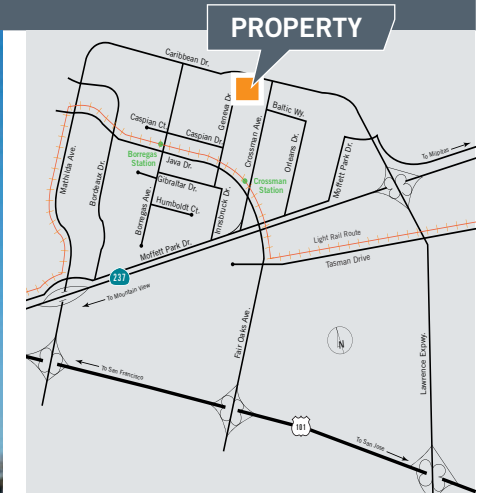 PROPERTY
Caribbean Dr.
Geneva Dr.
Baltic Wy.
Caspian Ct.
Caspian Dr.
Crossman Ave.
Orleans Dr.
Borregas
Station
Java Dr.
Mathilda Ave.
Bordeaux Dr.
Gibraltar Dr.
Crossman
Station
Moffett Park Dr.
To Milpitas
Humboldt Ct.
Borregas Ave.
Innsbruck Dr.
Moffett Park Dr.
Light Rail Route
Tasman Drive
237
To Mountain View
Fair Oaks Ave.
N
Lawrence Expwy.
To San Francisco
101
To San Jose